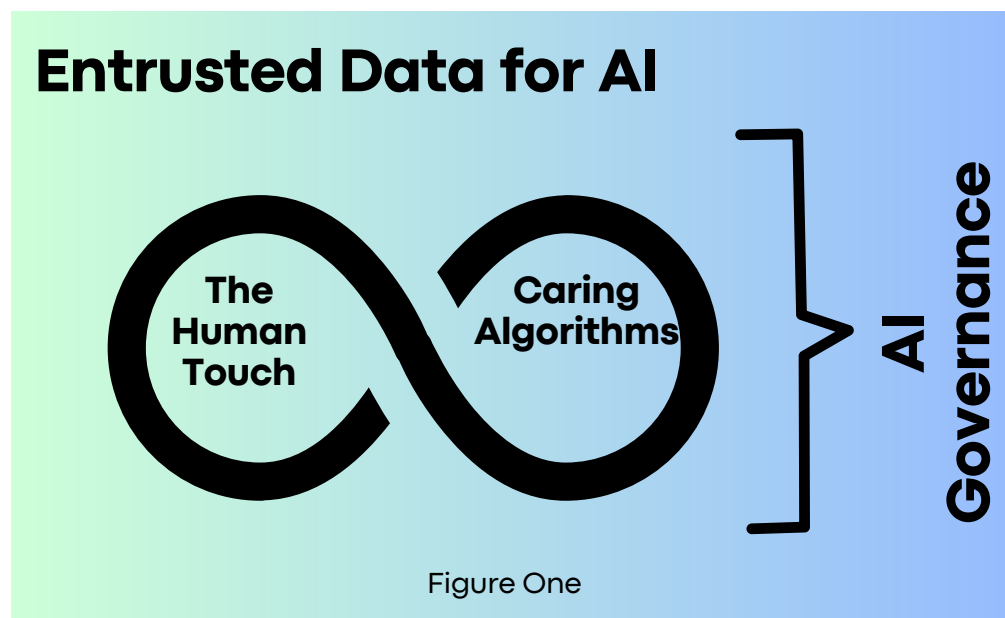 Entrusted Data for AI
The
Human
Touch
Caring
Algorithms
AI
Governance
Figure One